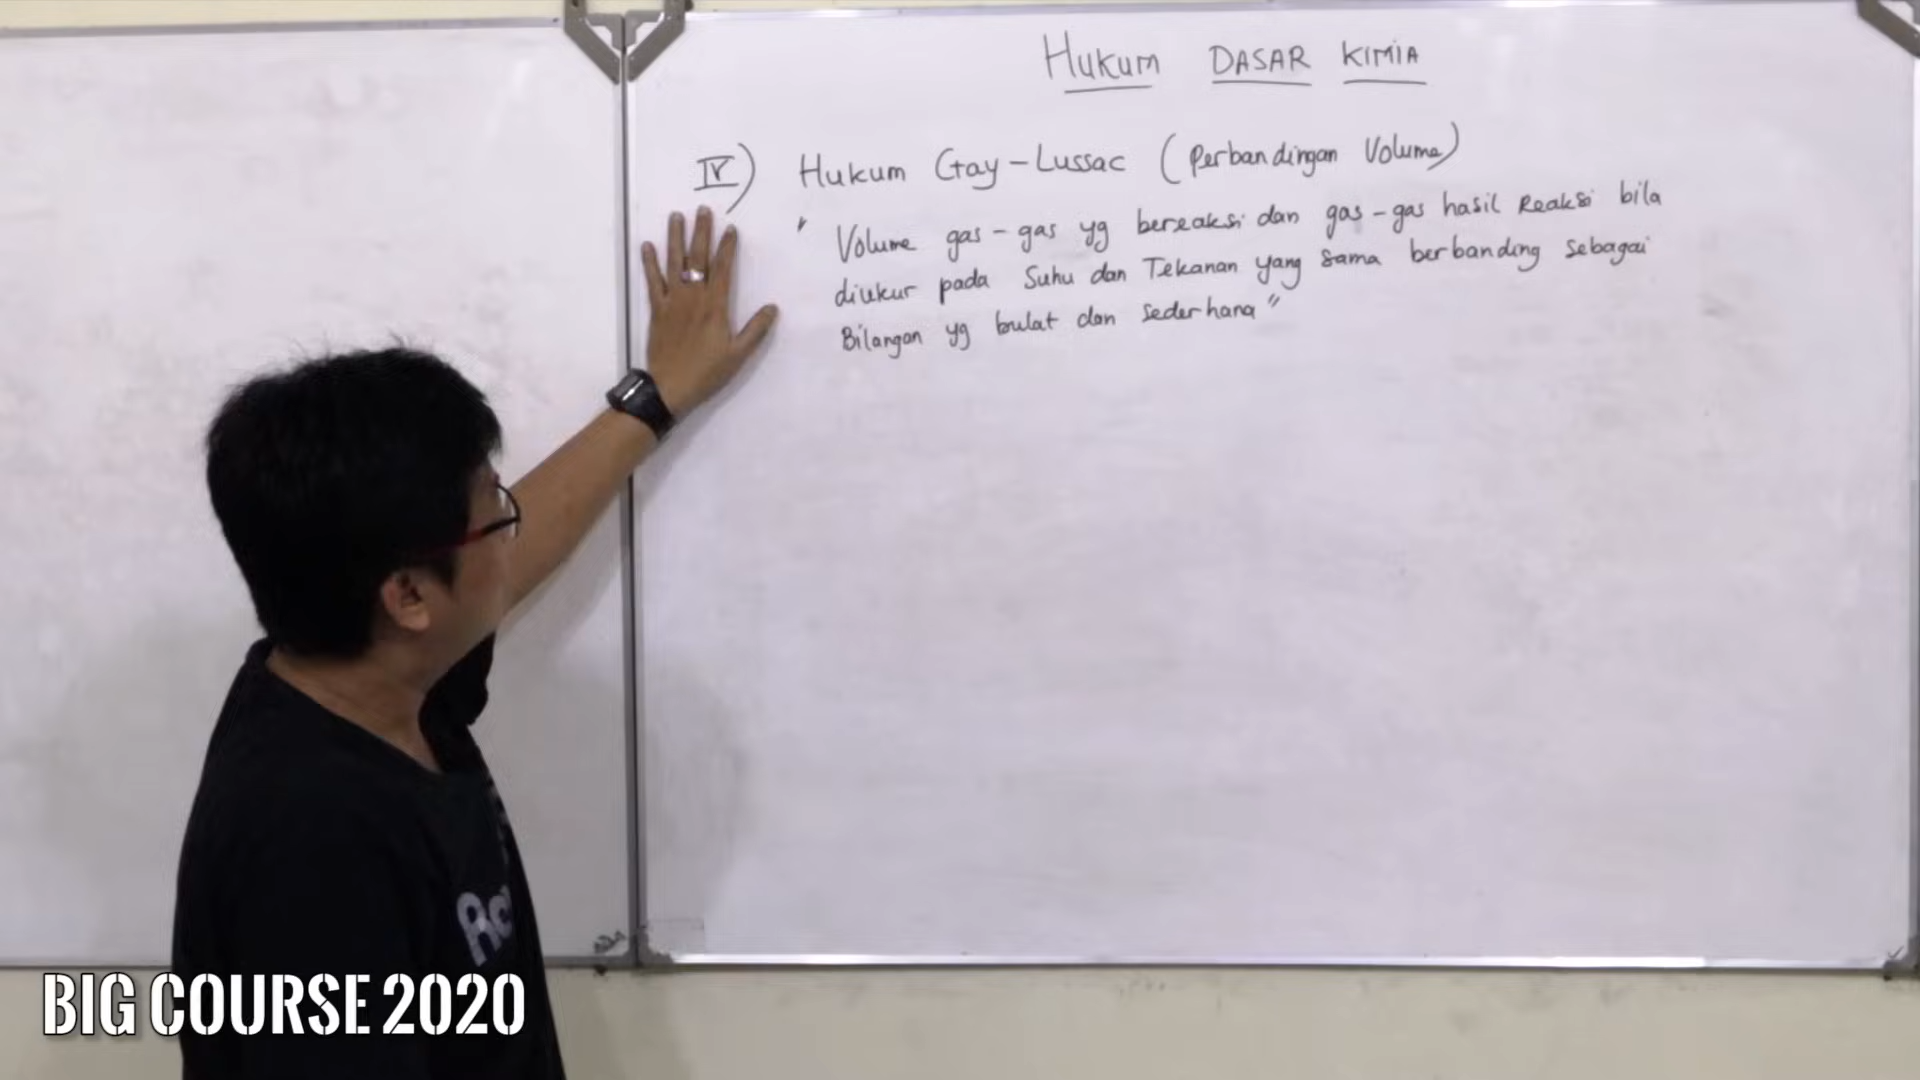 HUKUM DASAR KIMIA
IV) Hukum Gay-Lussac (Perbandingan Volume)
" Volume gas-gas yg bereaksi dan gas-gas hasil Reaksi bila
diukur pada Suhu dan Tekanan yang sama berbanding sebagai
Bilangan yg bulat dan sederhana "
BIG COURSE 2020